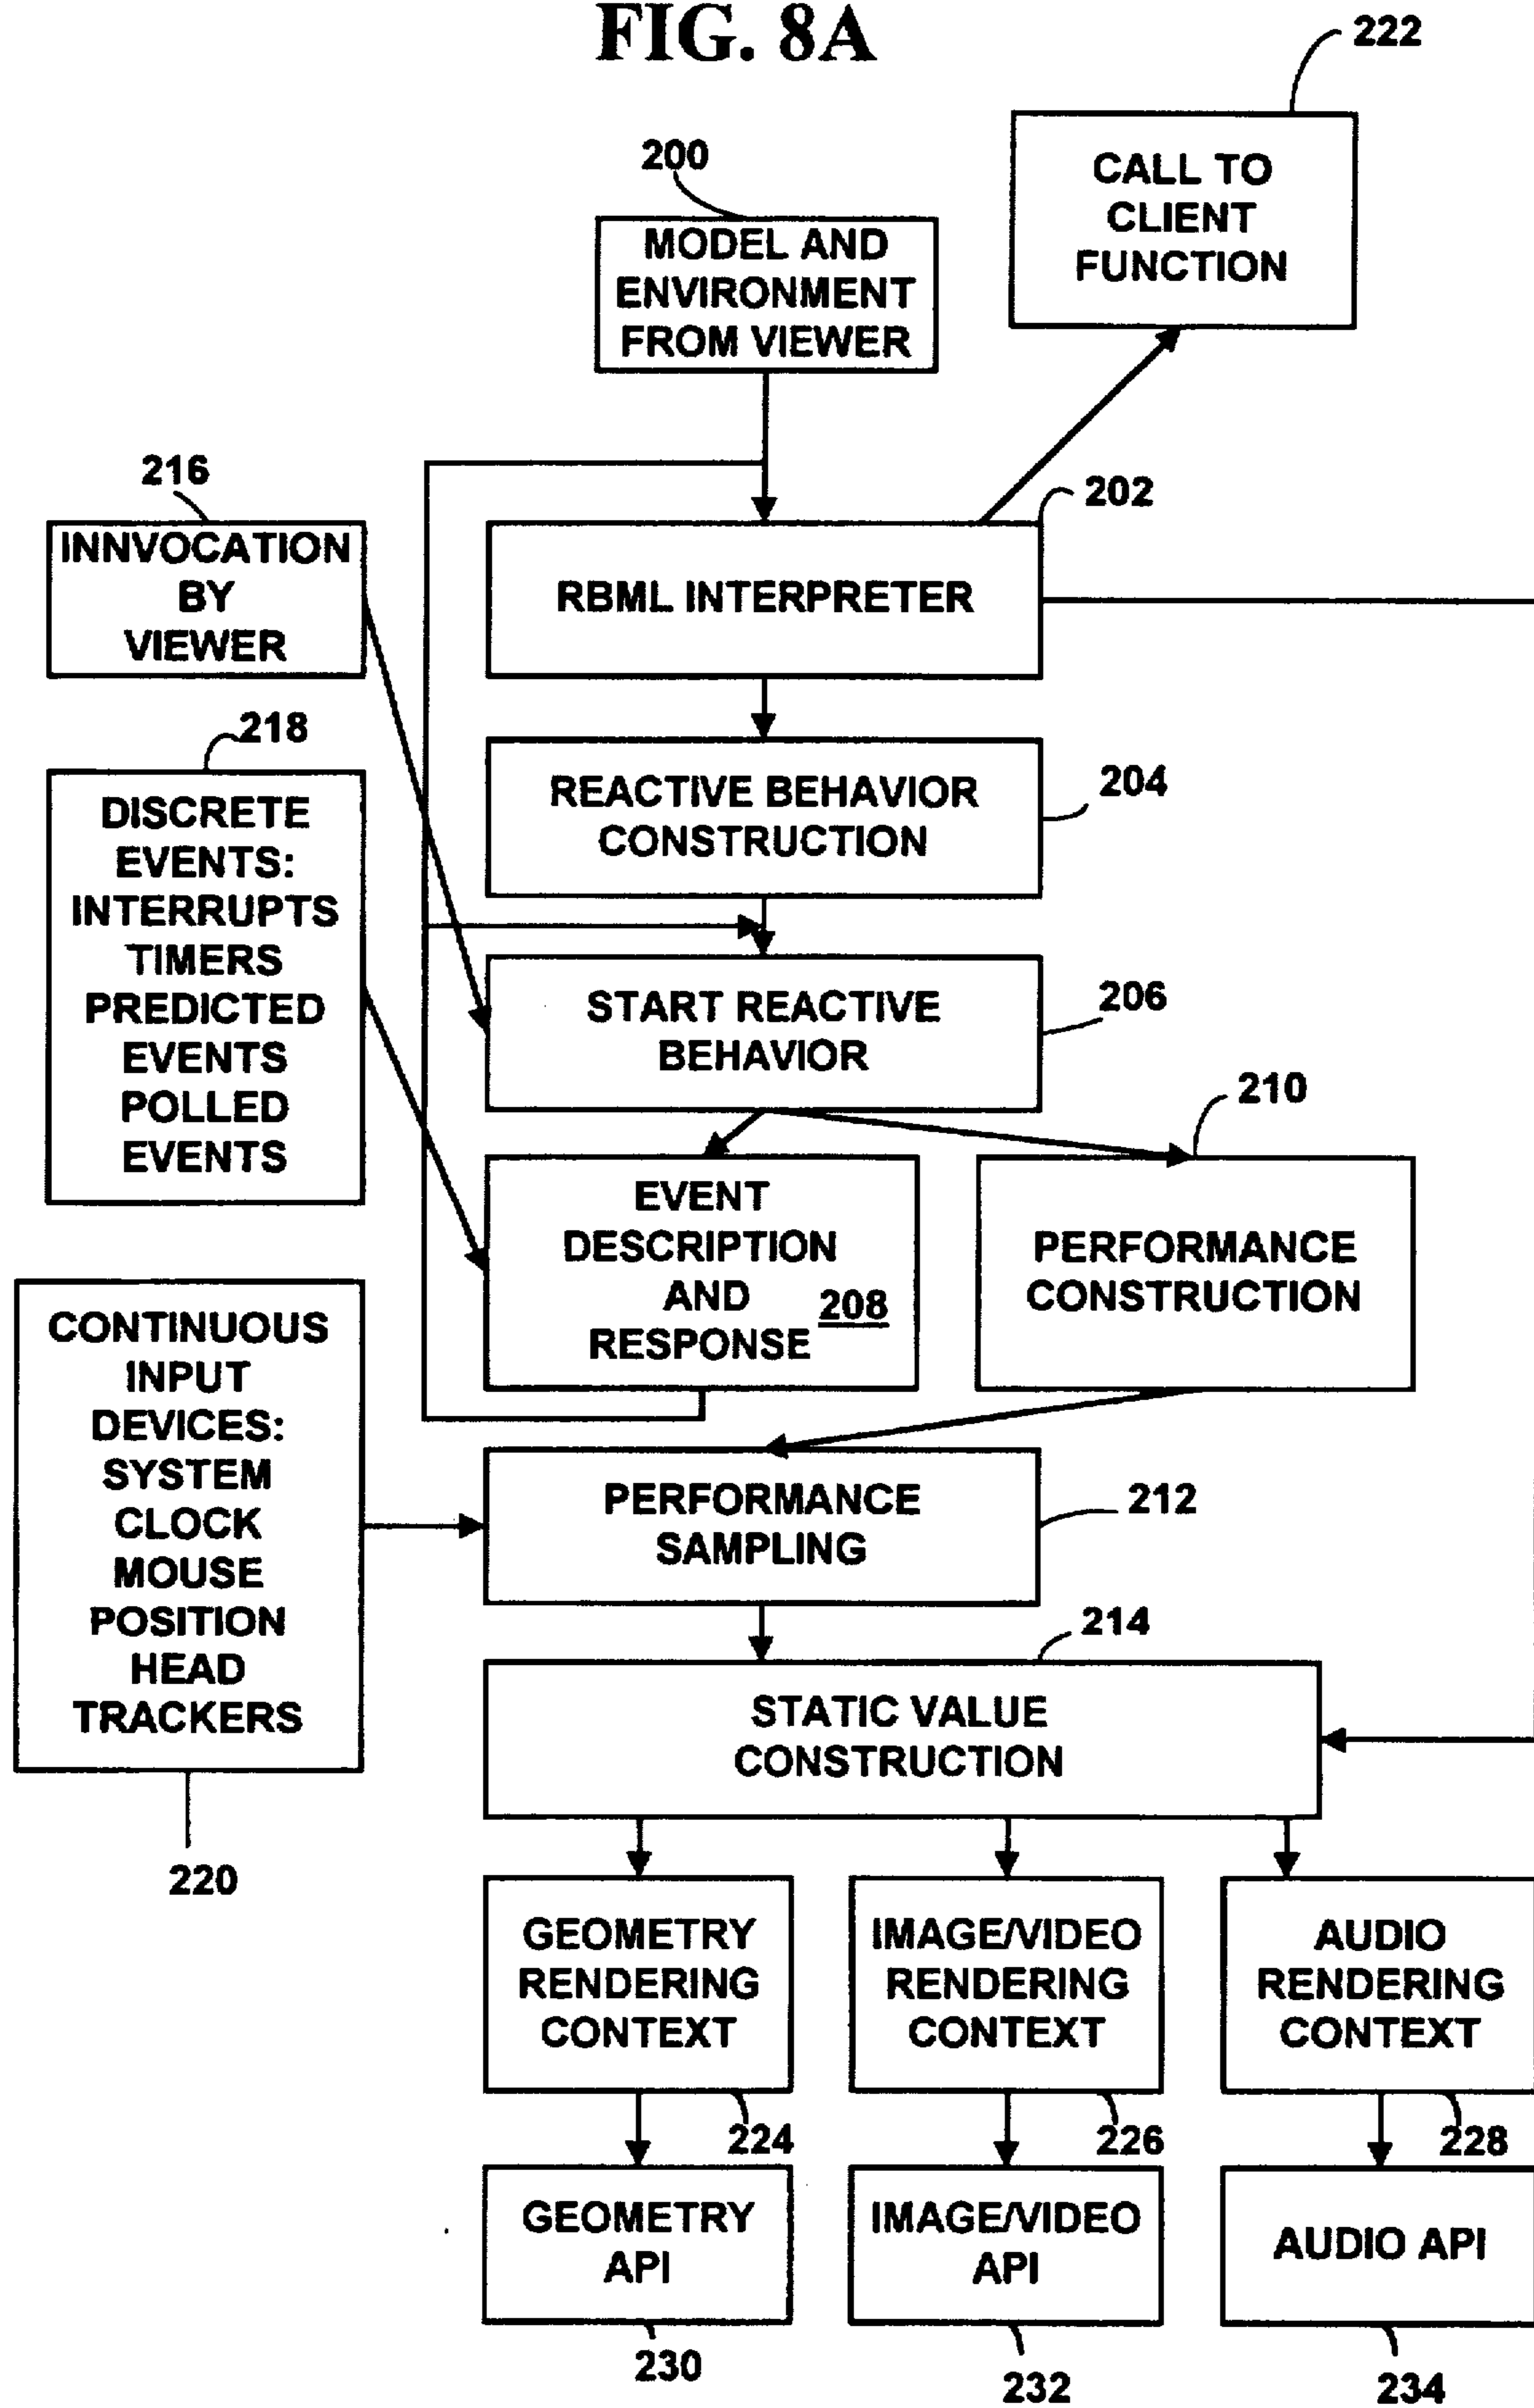 FIG. 8A
222
CALL TO
CLIENT
FUNCTION
200
MODEL AND
ENVIRONMENT
FROM VIEWER
216
INNVOCATION
BY
VIEWER
202
RBML INTERPRETER
218
DISCRETE
EVENTS:
INTERRUPTS
TIMERS
PREDICTED
EVENTS
POLLED
EVENTS
REACTIVE BEHAVIOR
CONSTRUCTION
204
START REACTIVE
BEHAVIOR
206
210
EVENT
DESCRIPTION
AND
RESPONSE
208
PERFORMANCE
CONSTRUCTION
CONTINUOUS
INPUT
DEVICES:
SYSTEM
CLOCK
MOUSE
POSITION
HEAD
TRACKERS
220
PERFORMANCE
SAMPLING
212
214
STATIC VALUE
CONSTRUCTION
GEOMETRY
RENDERING
CONTEXT
224
IMAGE/VIDEO
RENDERING
CONTEXT
226
AUDIO
RENDERING
CONTEXT
228
GEOMETRY
API
230
IMAGE/VIDEO
API
232
AUDIO API
234